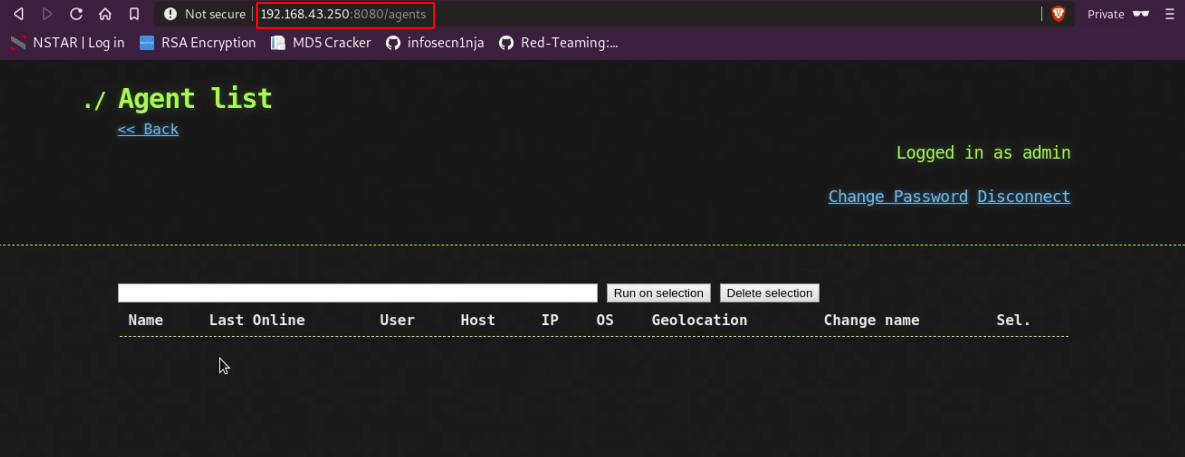 Not secure 192.168.43.250:8080/agents Private
NSTAR | Log in RSA Encryption MD5 Cracker infosecn1nja Red-Teaming:...
./ Agent list
<< Back
Logged in as admin
Change Password Disconnect
Run on selection Delete selection
Name Last Online User Host IP OS Geolocation Change name Sel.